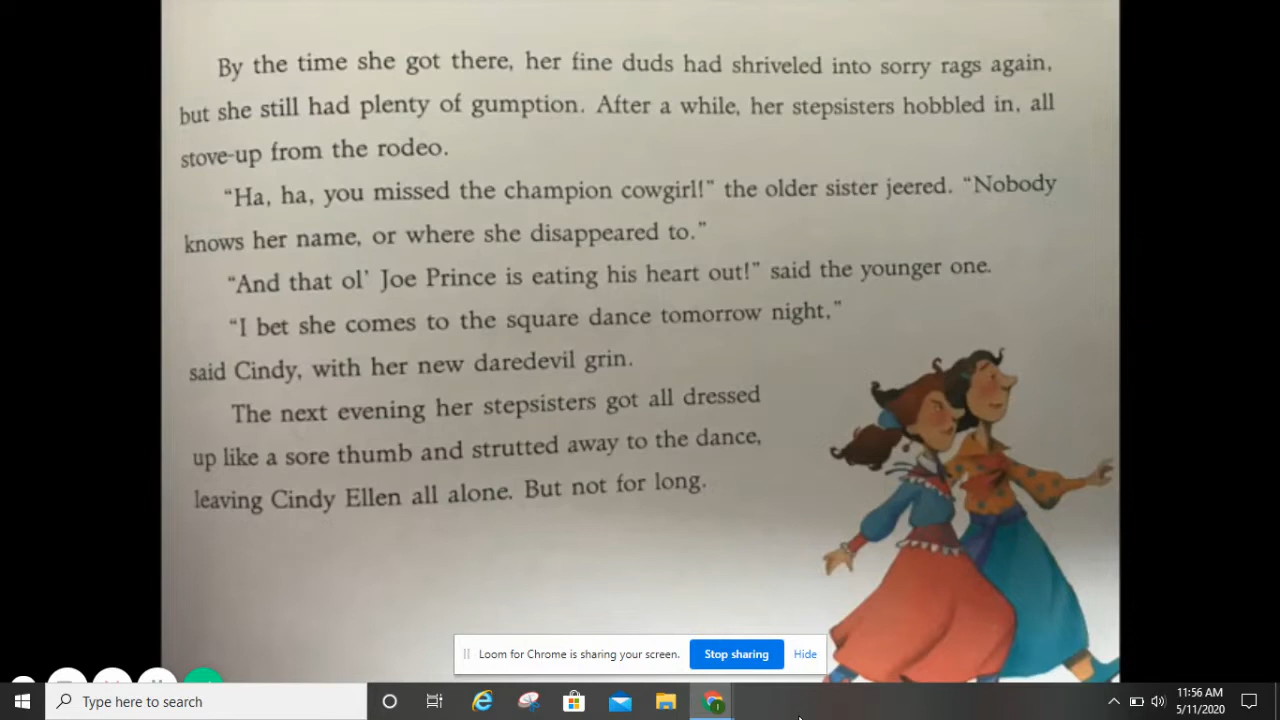 By the time she got there, her fine duds had shriveled into sorry rags again,
but she still had plenty of gumption. After a while, her stepsisters hobbled in, all
stove-up from the rodeo.
“Ha, ha, you missed the champion cowgirl!” the older sister jeered. “Nobody
knows her name, or where she disappeared to.”
“And that ol’ Joe Prince is eating his heart out!” said the younger one.
“I bet she comes to the square dance tomorrow night,”
said Cindy, with her new daredevil grin.
The next evening her stepsisters got all dressed
up like a sore thumb and strutted away to the dance,
leaving Cindy Ellen all alone. But not for long.
Loom for Chrome is sharing your screen. Stop sharing Hide
Type here to search
11:56 AM
5/11/2020